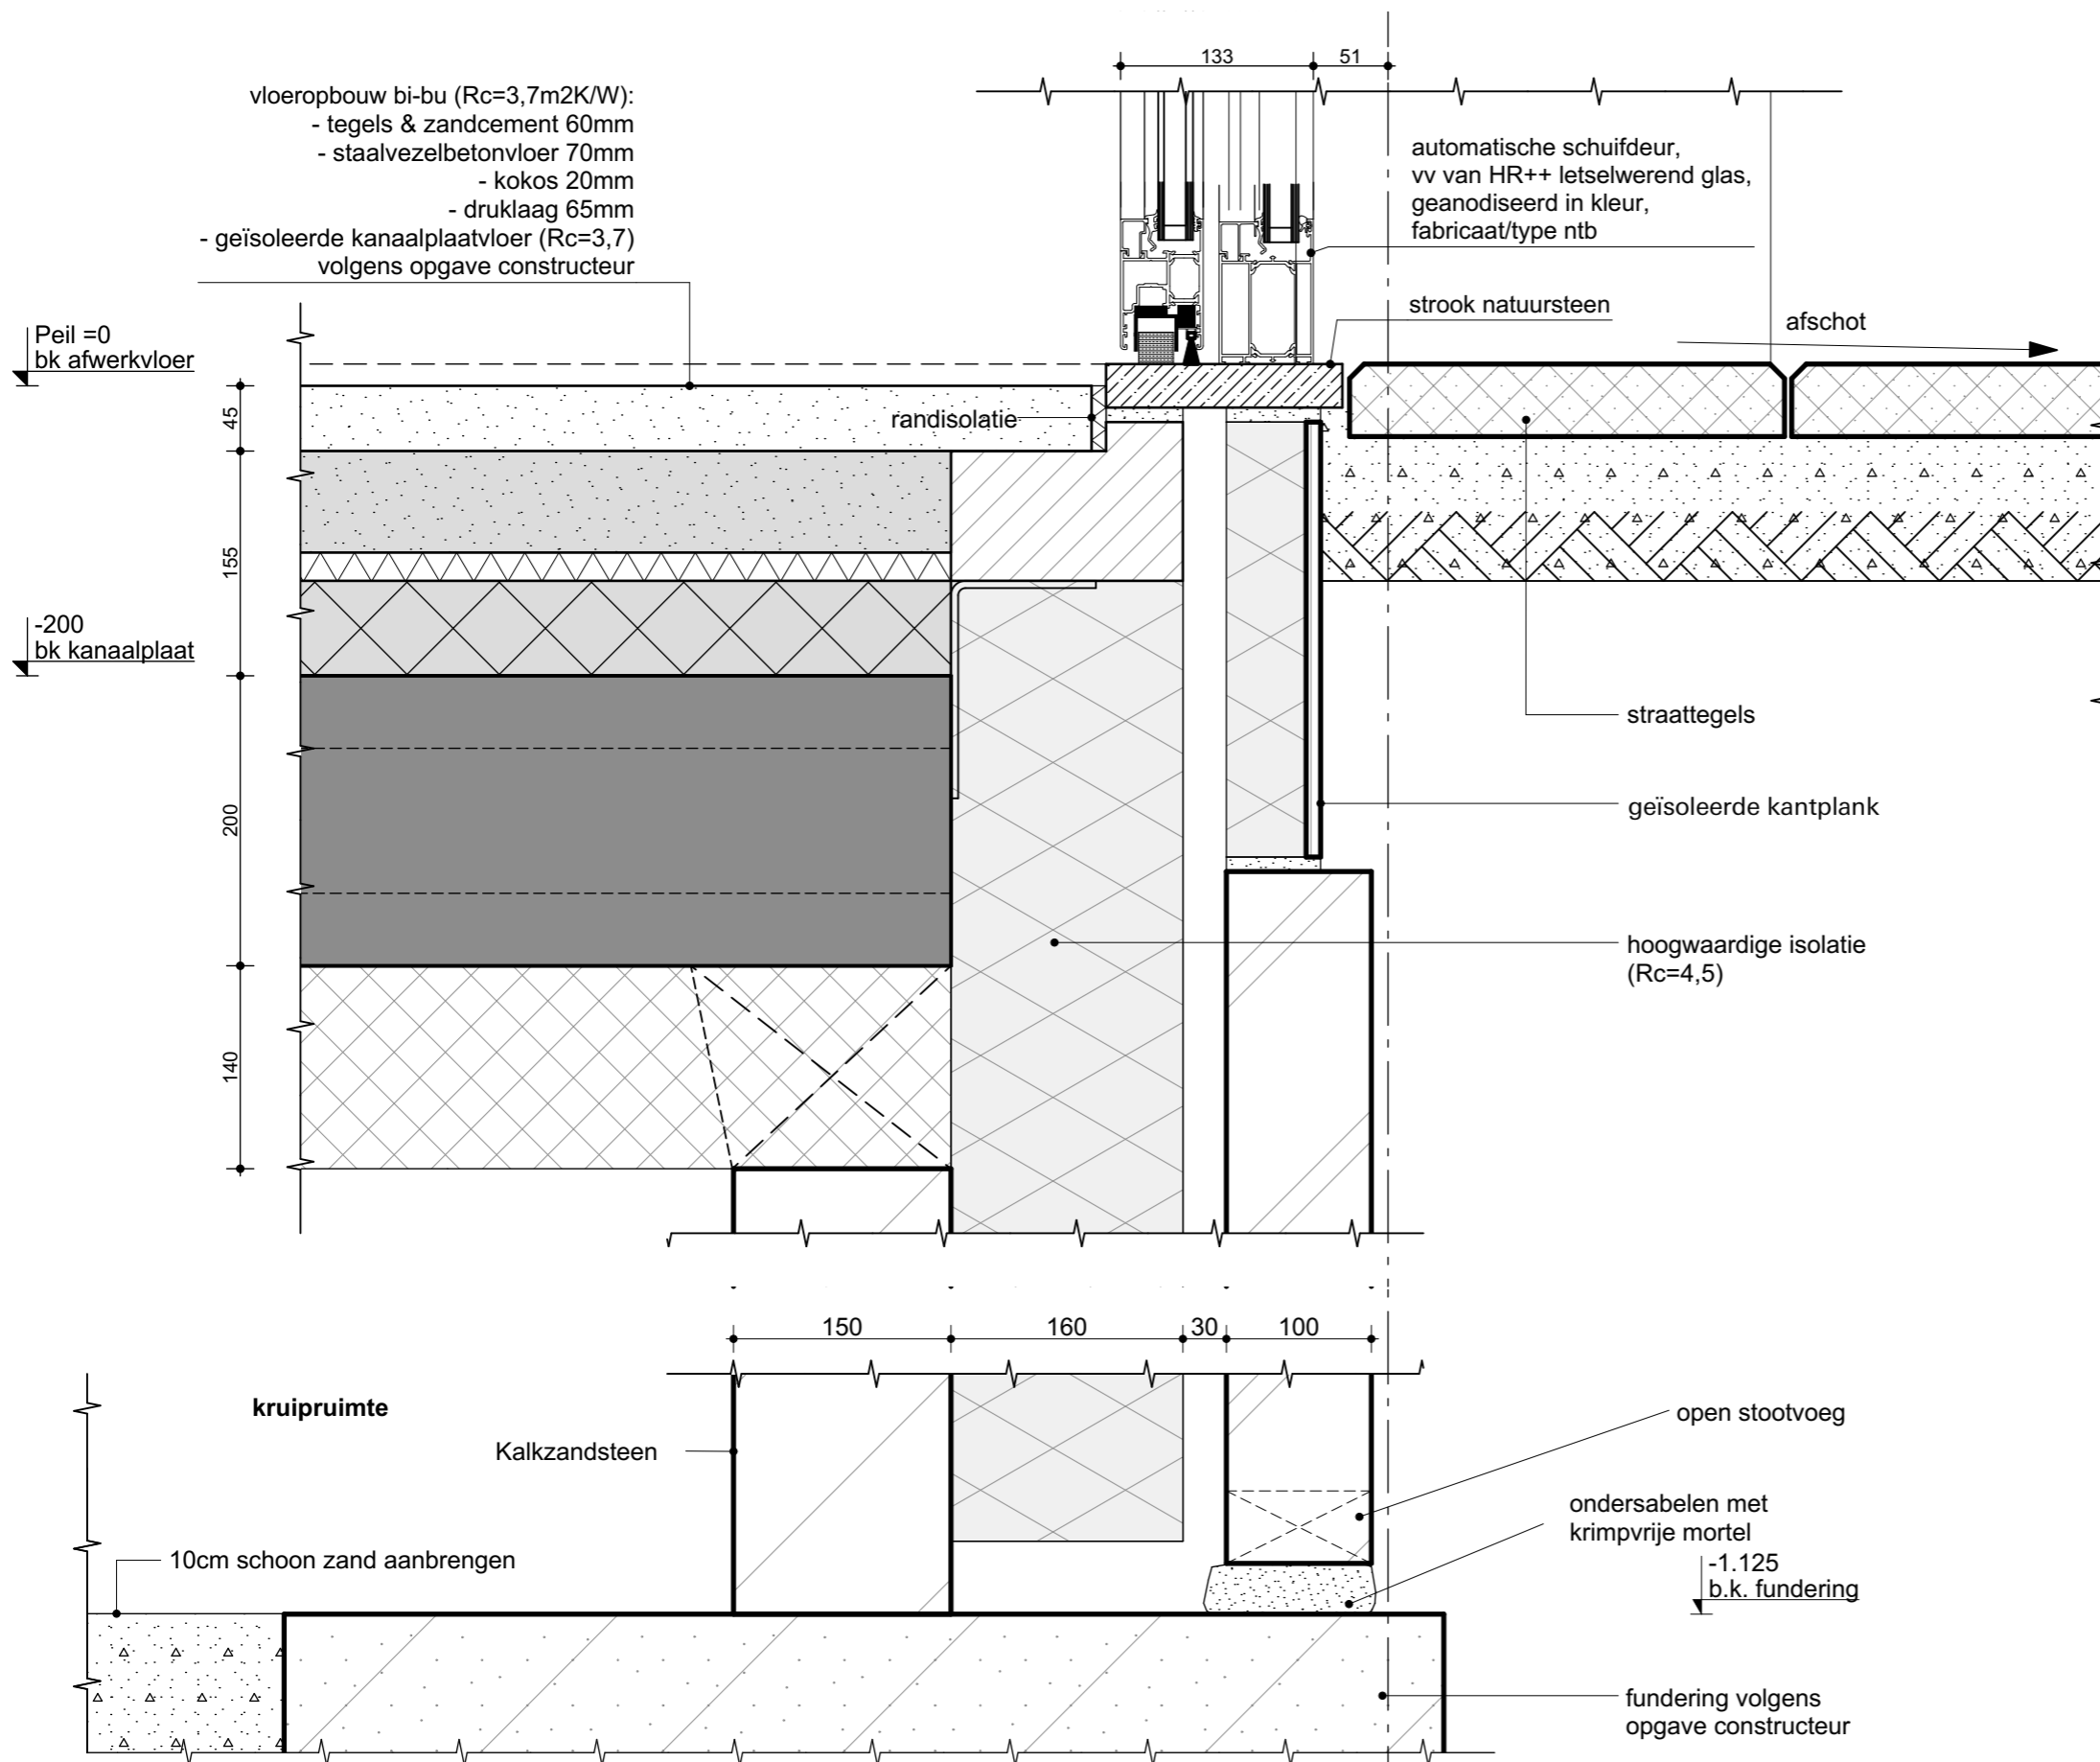 133
51
vloeropbouw bi-bu (Rc=3,7m2K/W):
- tegels & zandcement 60mm
- staalvezelbetonvloer 70mm
- kokos 20mm
- druklaag 65mm
- geïsoleerde kanaalplaatvloer (Rc=3,7)
volgens opgave constructeur
automatische schuifdeur,
vv van HR++ letselwerend glas,
geanodiseerd in kleur,
fabricaat/type ntb
strook natuursteen
afschot
Peil =0
bk afwerkvloer
45
randisolatie
155
-200
bk kanaalplaat
straattegels
200
geïsoleerde kantplank
hoogwaardige isolatie
(Rc=4,5)
140
150
160
30
100
kruipruimte
Kalkzandsteen
open stootvoeg
ondersabelen met
krimpvrije mortel
10cm schoon zand aanbrengen
-1.125
b.k. fundering
fundering volgens
opgave constructeur